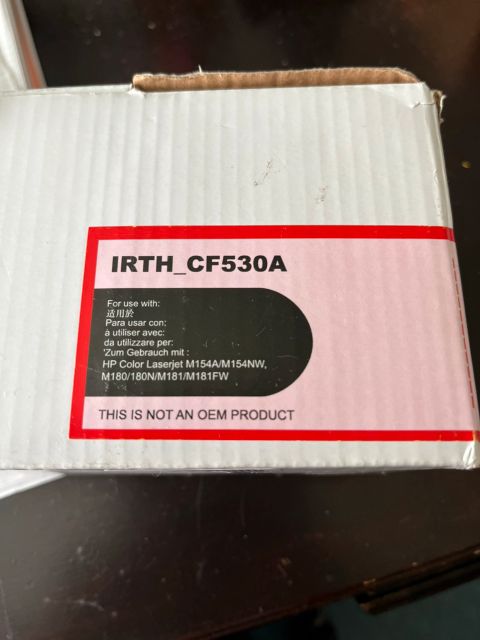 IRTH_CF530A
For use with:
适用於
Para usar con:
à utiliser avec:
da utilizzare per:
'Zum Gebrauch mit :
HP Color Laserjet M154A/M154NW,
M180/180N/M181/M181FW
THIS IS NOT AN OEM PRODUCT